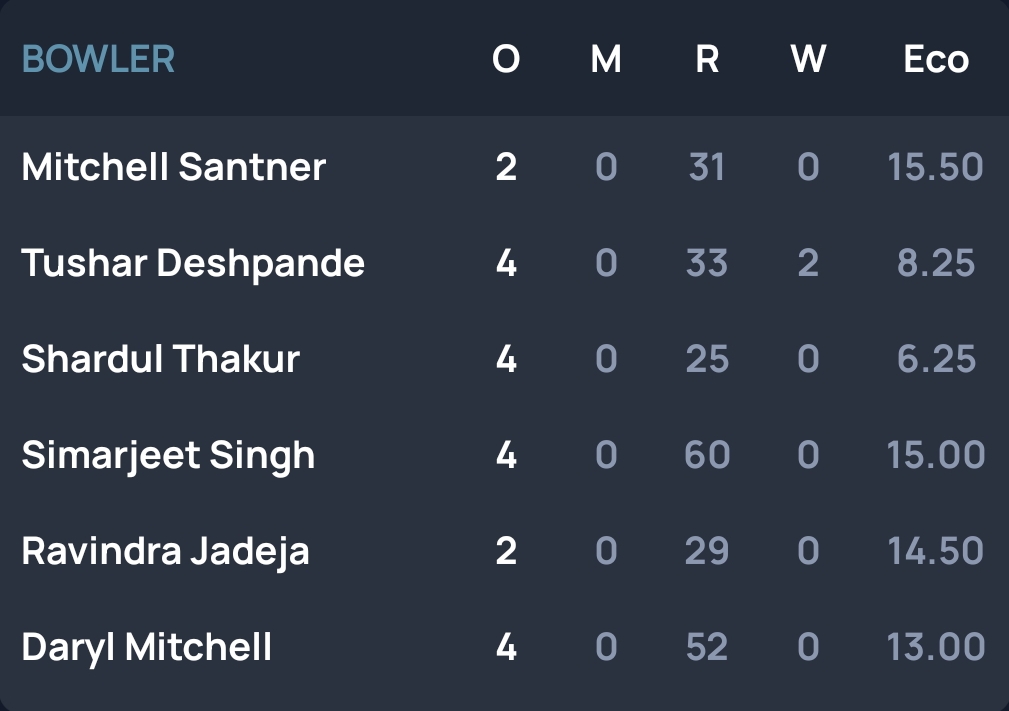 BOWLER O M R W Eco
Mitchell Santner 2 0 31 0 15.50
Tushar Deshpande 4 0 33 2 8.25
Shardul Thakur 4 0 25 0 6.25
Simarjeet Singh 4 0 60 0 15.00
Ravindra Jadeja 2 0 29 0 14.50
Daryl Mitchell 4 0 52 0 13.00